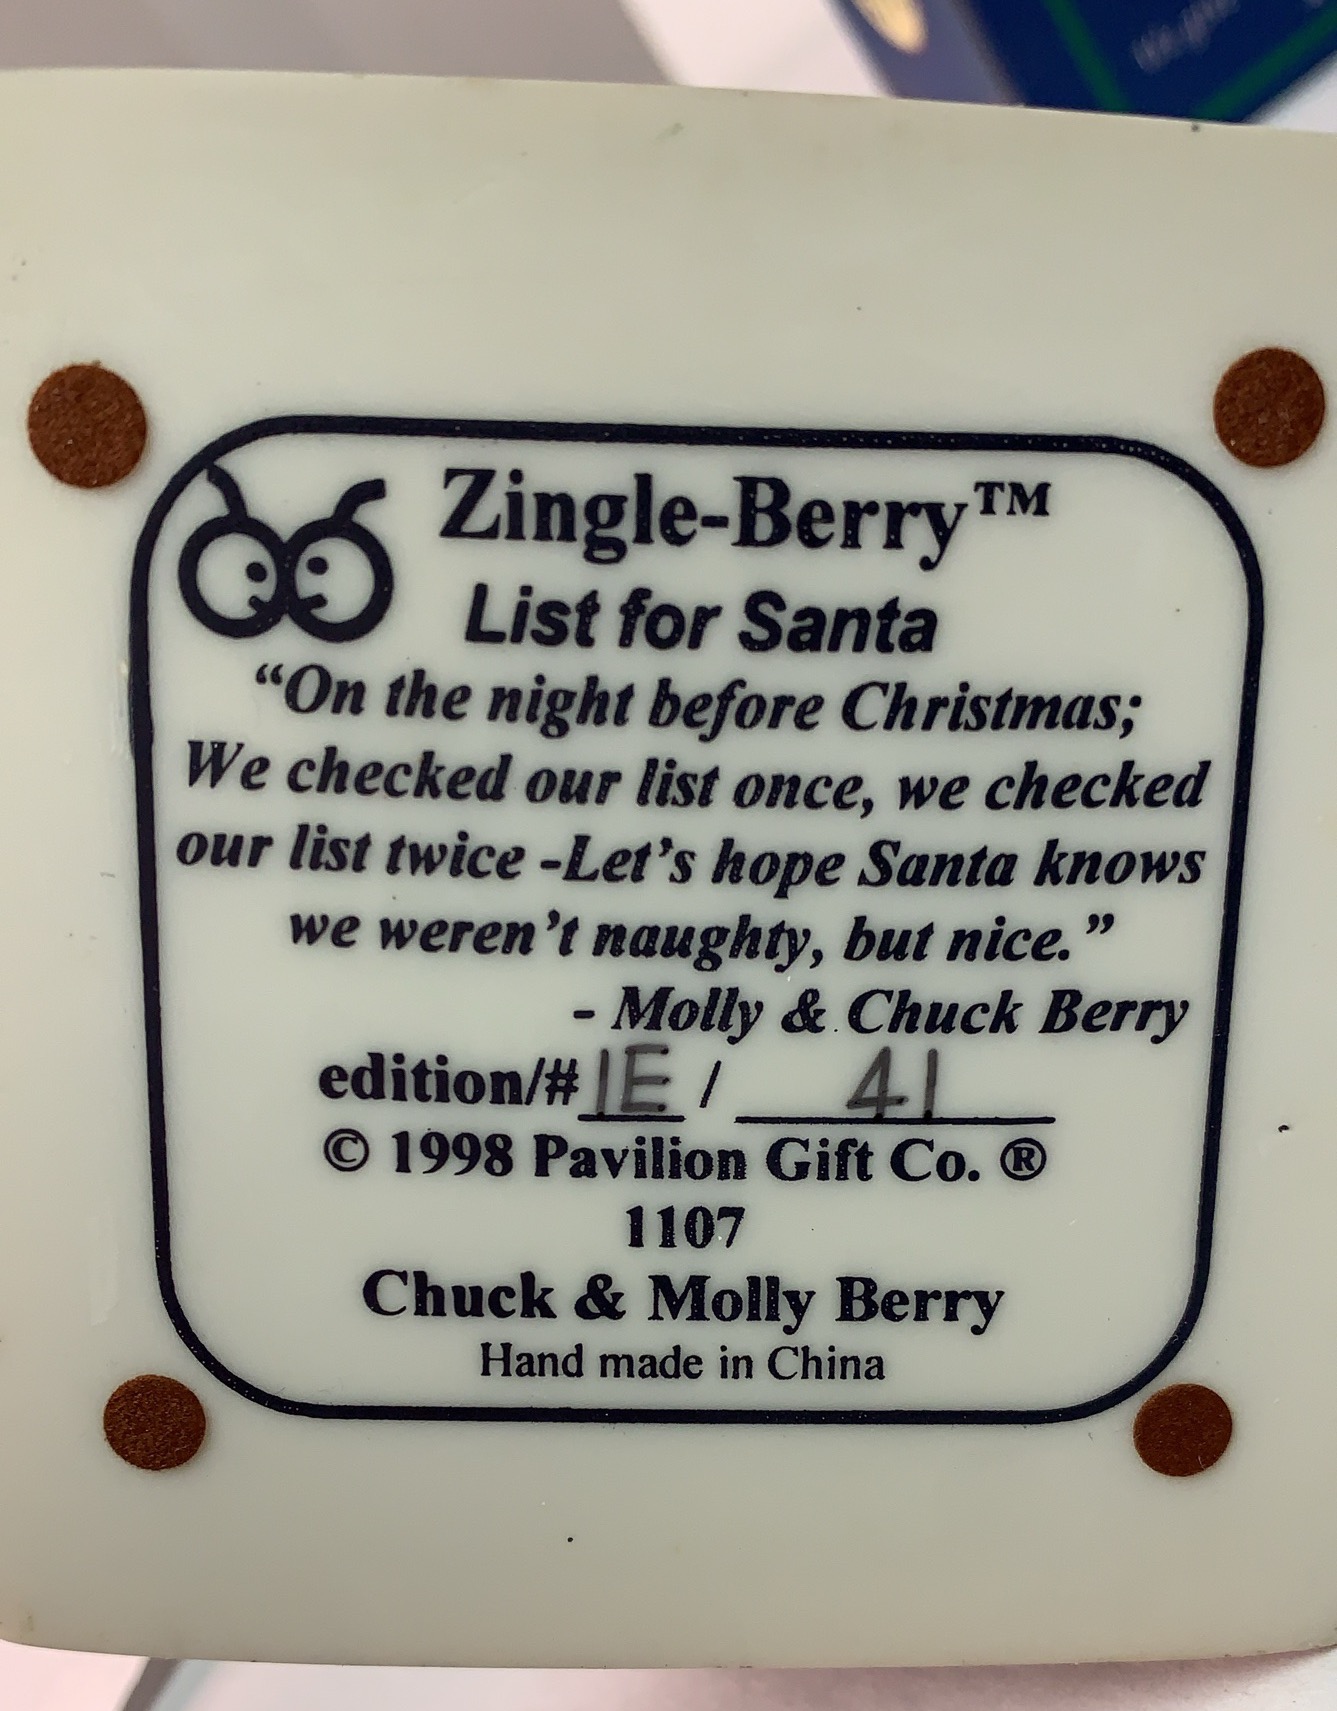 Zingle-Berry™
List for Santa
“On the night before Christmas;
We checked our list once, we checked
our list twice -Let’s hope Santa knows
we weren’t naughty, but nice.”
- Molly & Chuck Berry
edition/# 1E / 41
© 1998 Pavilion Gift Co. ®
1107
Chuck & Molly Berry
Hand made in China